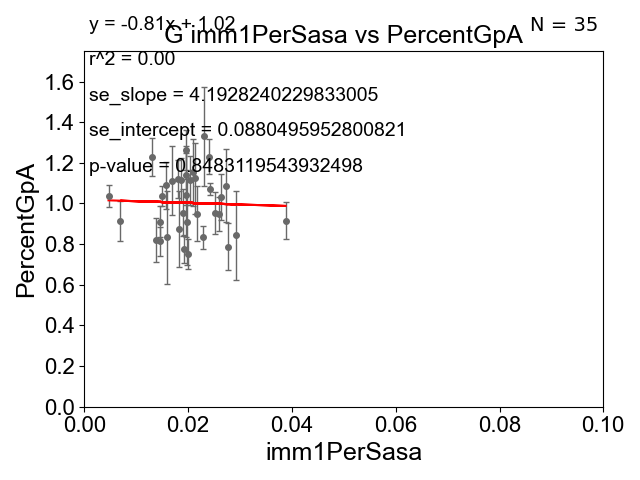 y = -0.81x + 1.02
N = 35
G imm1PerSasa vs PercentGpA
r^2 = 0.00
se_slope = 4.1928240229833005
se_intercept = 0.0880495952800821
p-value = 0.8483119543932498
PercentGpA
1.6
1.4
1.2
1.0
0.8
0.6
0.4
0.2
0.0
0.00 0.02 0.04 0.06 0.08 0.10
imm1PerSasa